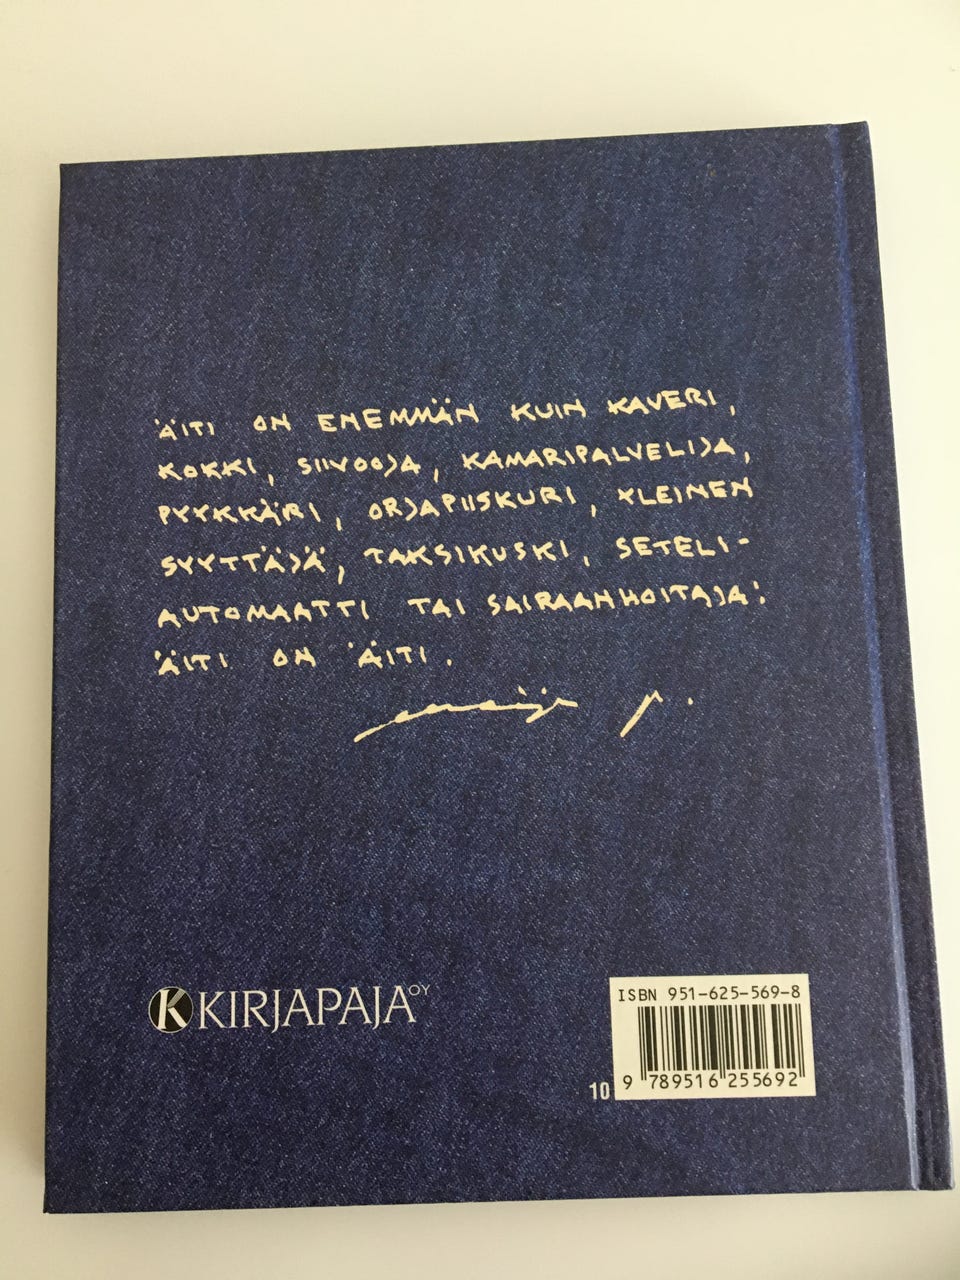 ÄITI ON ENEMMÄN KUIN KAVERI,
KOKKI, SIIVOOJA, KAMARIPALVELIJA,
PYYKKÄRI, ORJAPIISKURI, YLEINEN
SYYTTÄJÄ, TAKSIKUSKI, SETELI-
AUTOMAATTI TAI SAIRAANHOITAJA:
ÄITI ON ÄITI.
K KIRJAPAJA OY
ISBN 951-625-569-8
9 789516 255692
10